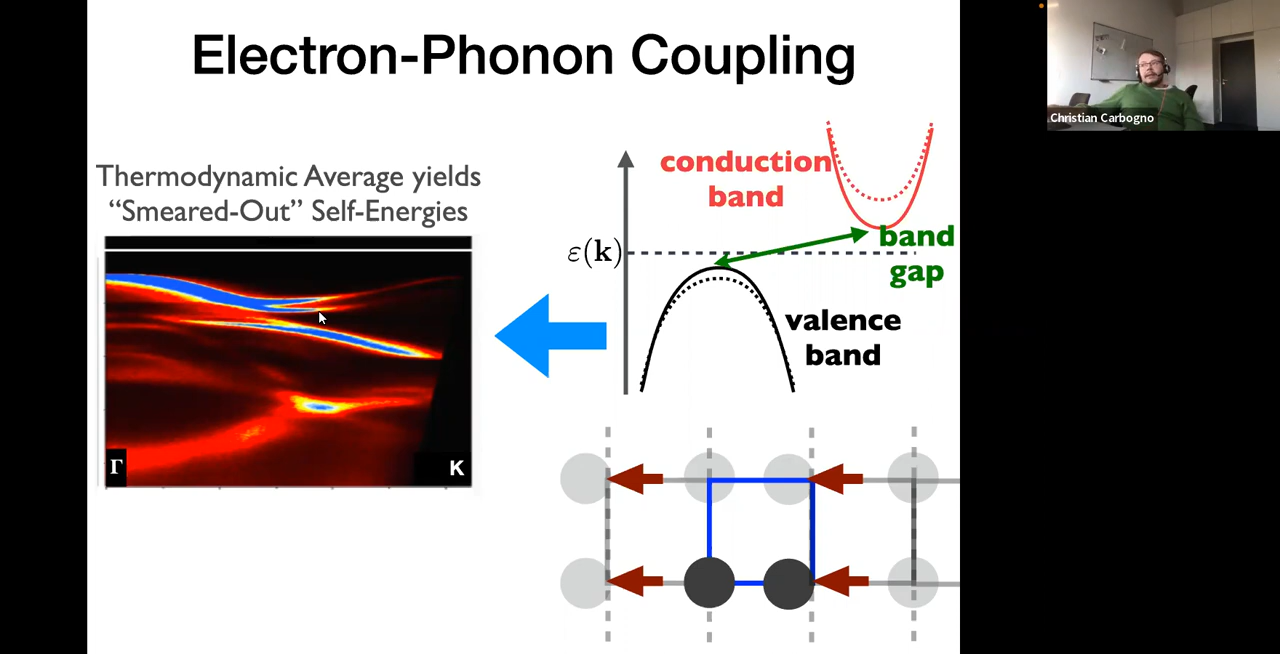 Electron-Phonon Coupling
Christian Carbogno
Thermodynamic Average yields
“Smeared-Out” Self-Energies
conduction
band
ε(k)
band
gap
valence
band
Γ
K